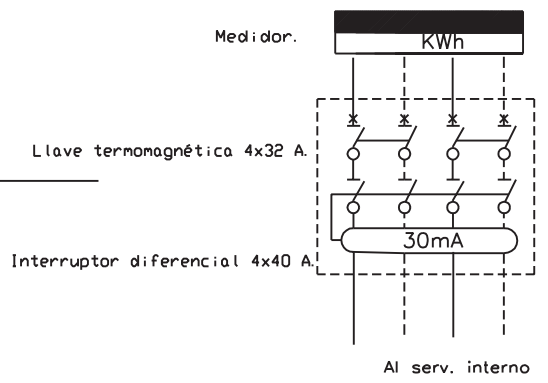 Medidor.
KWh
Llave termomagnética 4x32 A.
30mA
Interruptor diferencial 4x40 A.
Al serv. interno